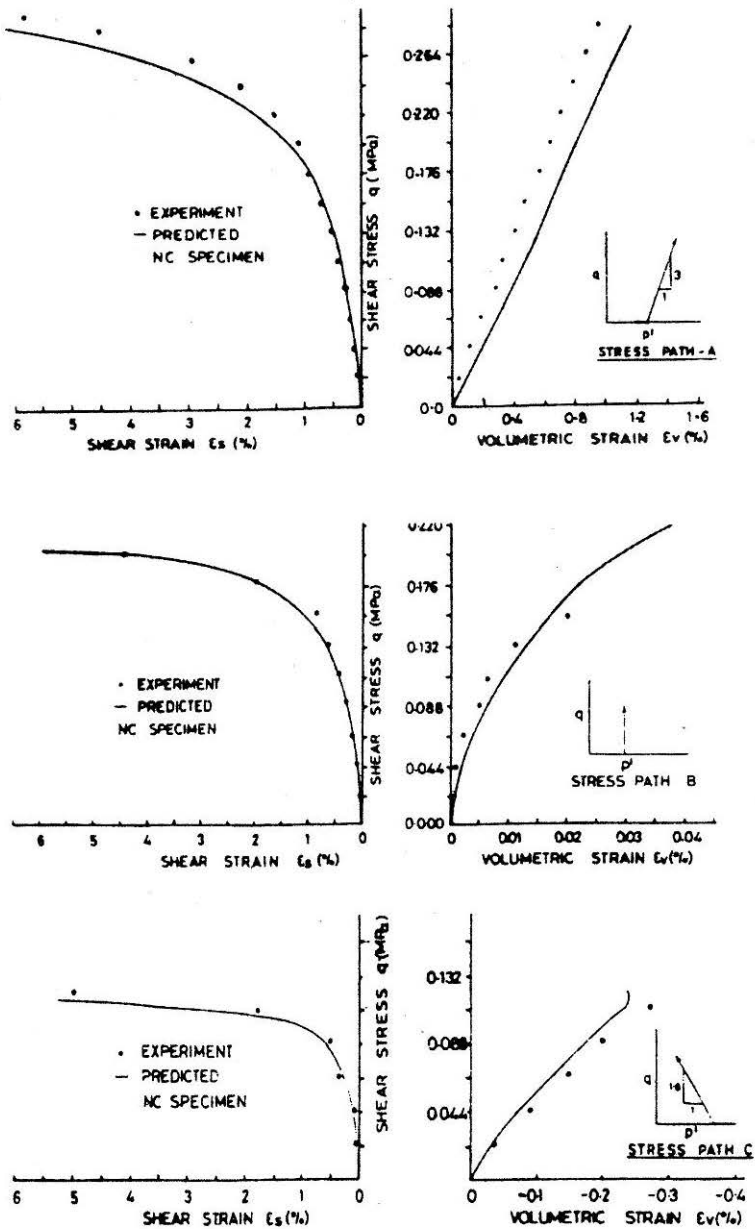 0·264
0·220
0·176
0·132
0·088
0·044
0·0
SHEAR STRESS q (MPa)
• EXPERIMENT
— PREDICTED
NC SPECIMEN
q
3
1
p'
STRESS PATH - A
6 5 4 3 2 1 0
SHEAR STRAIN εs (%)
0 0·4 0·8 1·2 1·6
VOLUMETRIC STRAIN εv (%)
0·220
0·176
0·132
0·088
0·044
0·000
SHEAR STRESS q (MPa)
• EXPERIMENT
— PREDICTED
NC SPECIMEN
q
p'
STRESS PATH B
6 5 4 3 2 1 0
SHEAR STRAIN εs (%)
0 0·01 0·02 0·03 0·04
VOLUMETRIC STRAIN εv (%)
0·132
0·088
0·044
SHEAR STRESS q (MPa)
• EXPERIMENT
— PREDICTED
NC SPECIMEN
q
1·8
1
p'
STRESS PATH C
6 5 4 3 2 1 0
SHEAR STRAIN εs (%)
0 -0·1 -0·2 -0·3 -0·4
VOLUMETRIC STRAIN εv (%)